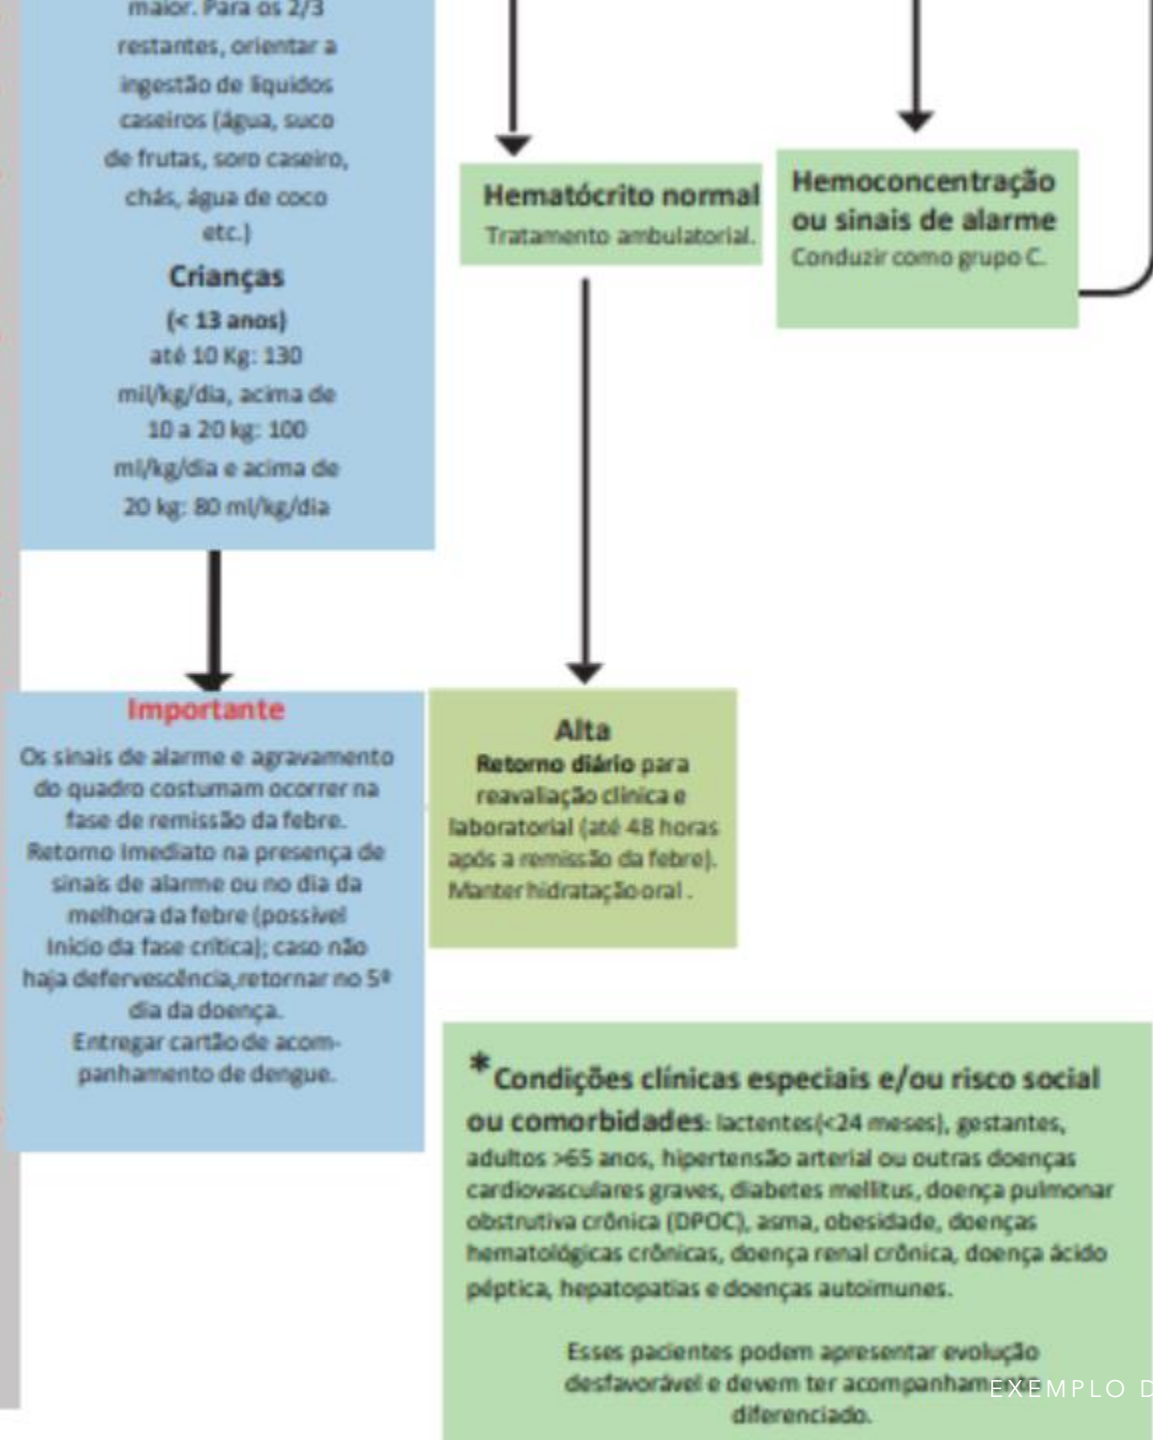 maior. Para os 2/3
restantes, orientar a
ingestão de líquidos
caseiros (água, suco
de frutas, soro caseiro,
chás, água de coco
etc.)
Crianças
(< 13 anos)
até 10 Kg: 130
mil/kg/dia, acima de
10 a 20 kg: 100
ml/kg/dia e acima de
20 kg: 80 ml/kg/dia
Hematócrito normal
Tratamento ambulatorial.
Hemoconcentração
ou sinais de alarme
Conduzir como grupo C.
Importante
Os sinais de alarme e agravamento
do quadro costumam ocorrer na
fase de remissão da febre.
Retorno Imediato na presença de
sinais de alarme ou no dia da
melhora da febre (possível
Início da fase crítica); caso não
haja defervescência,retornar no 5º
dia da doença.
Entregar cartão de acom-
panhamento de dengue.
Alta
Retorno diário para
reavaliação clínica e
laboratorial (até 48 horas
após a remissão da febre).
Manter hidratação oral .
*Condições clínicas especiais e/ou risco social
ou comorbidades: lactentes(<24 meses), gestantes,
adultos >65 anos, hipertensão arterial ou outras doenças
cardiovasculares graves, diabetes mellitus, doença pulmonar
obstrutiva crônica (DPOC), asma, obesidade, doenças
hematológicas crônicas, doença renal crônica, doença ácido
péptica, hepatopatias e doenças autoimunes.
Esses pacientes podem apresentar evolução
desfavorável e devem ter acompanhamento
diferenciado.
EXEMPLO D